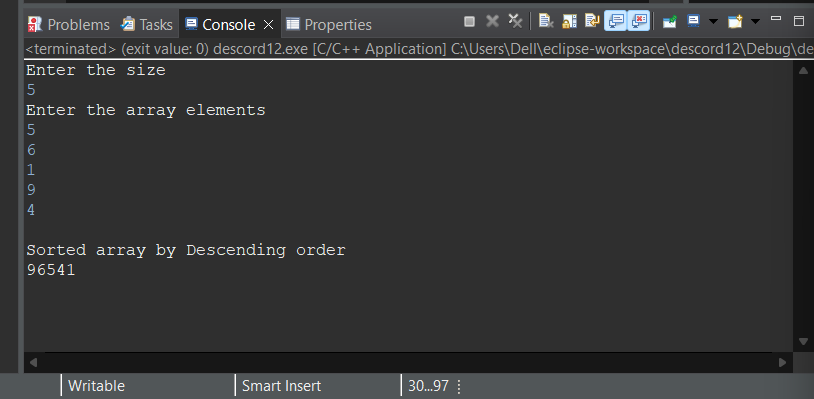 Problems Tasks Console Properties
<terminated> (exit value: 0) descord12.exe [C/C++ Application] C:\Users\Dell\eclipse-workspace\descord12\Debug\de
Enter the size
5
Enter the array elements
5
6
1
9
4
Sorted array by Descending order
96541
Writable Smart Insert 30...97